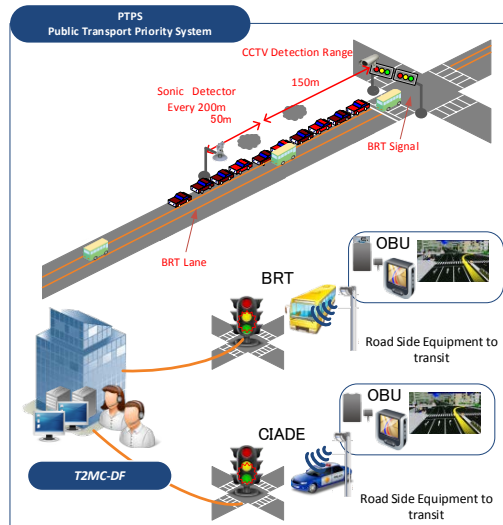 PTPS
Public Transport Priority System
CCTV Detection Range
150m
Sonic Detector
Every 200m
50m
BRT Signal
BRT Lane
BRT
OBU
Road Side Equipment to
transit
CIADE
OBU
Road Side Equipment to
transit
T2MC-DF